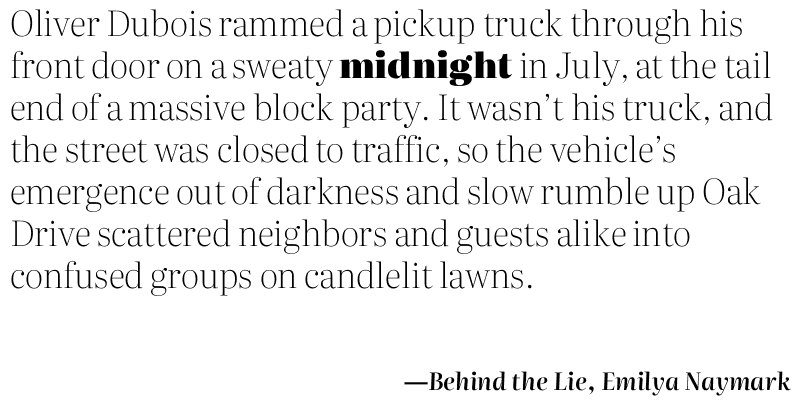 Oliver Dubois rammed a pickup truck through his
front door on a sweaty midnight in July, at the tail
end of a massive block party. It wasn’t his truck, and
the street was closed to traffic, so the vehicle’s
emergence out of darkness and slow rumble up Oak
Drive scattered neighbors and guests alike into
confused groups on candlelit lawns.
—Behind the Lie, Emilya Naymark